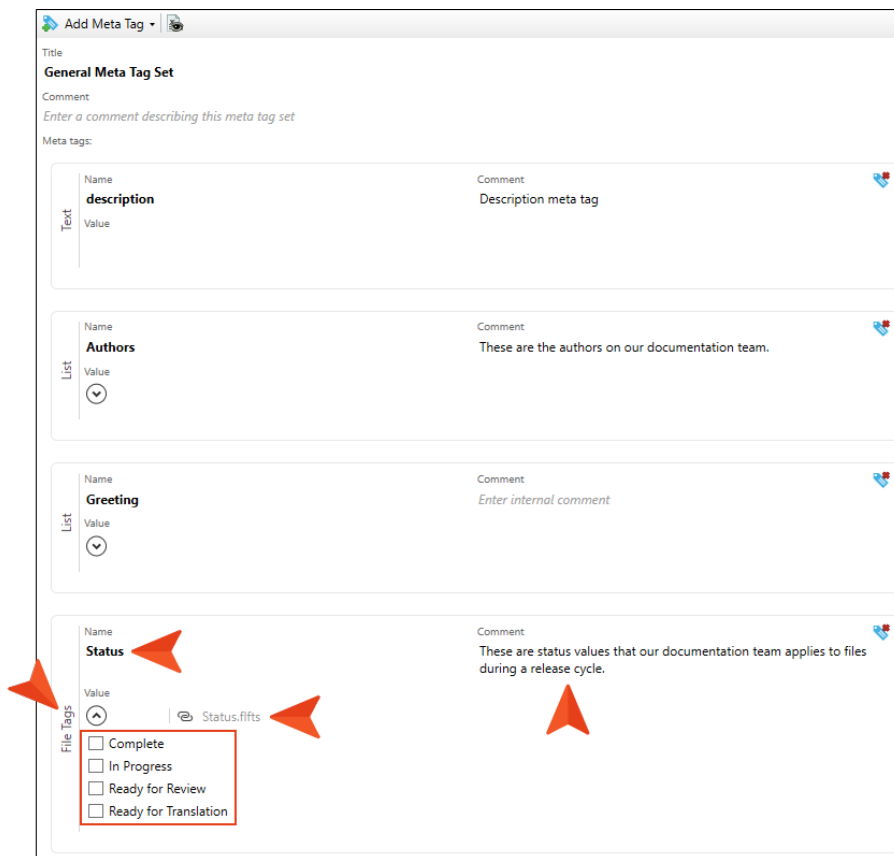 Add Meta Tag
Title
General Meta Tag Set
Comment
Enter a comment describing this meta tag set
Meta tags:
Text
Name
description
Value
Comment
Description meta tag
List
Name
Authors
Value
Comment
These are the authors on our documentation team.
List
Name
Greeting
Value
Comment
Enter internal comment
File Tags
Name
Status
Value
Status.flfts
Complete
In Progress
Ready for Review
Ready for Translation
Comment
These are status values that our documentation team applies to files
during a release cycle.